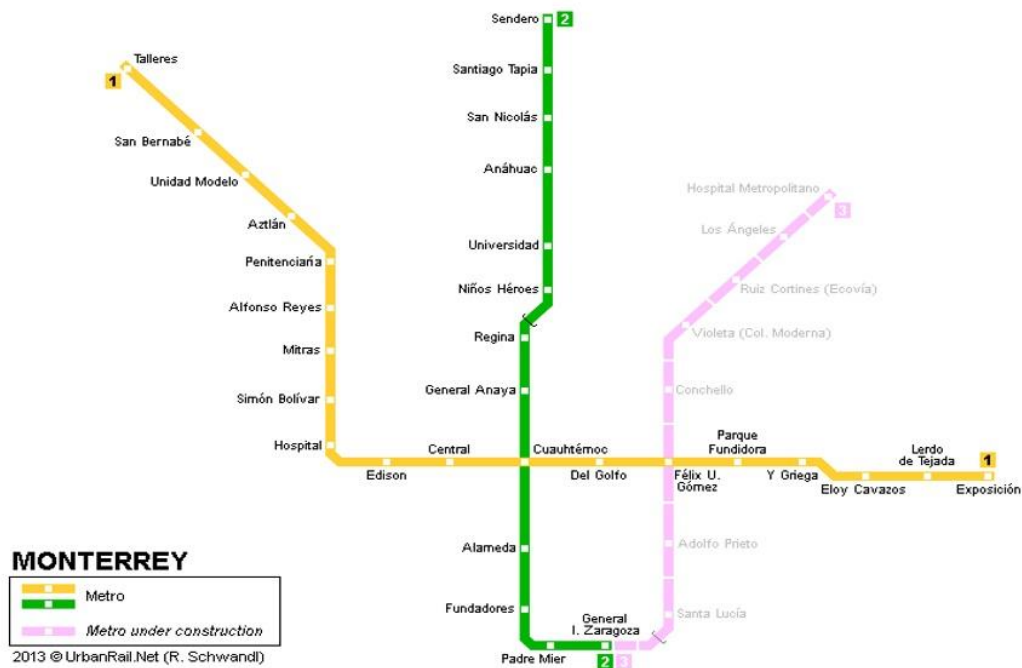 Sendero
2
Talleres
1
Santiago Tapia
San Nicolás
San Bernabé
Anáhuac
Unidad Modelo
Hospital Metropolitano
3
Aztlán
Los Ángeles
Universidad
Penitenciaría
Niños Héroes
Ruiz Cortines (Ecovía)
Alfonso Reyes
Violeta (Col. Moderna)
Regina
Mitras
General Anaya
Conchello
Simón Bolívar
Hospital
Central
Cuauhtémoc
Parque
Fundidora
Lerdo
de Tejada
1
Edison
Del Golfo
Félix U.
Gómez
Y Griega
Eloy Cavazos
Exposición
Alameda
Adolfo Prieto
Fundadores
General
I. Zaragoza
Santa Lucía
Padre Mier
2
3
MONTERREY
Metro
Metro under construction
2013 © UrbanRail.Net (R. Schwandl)